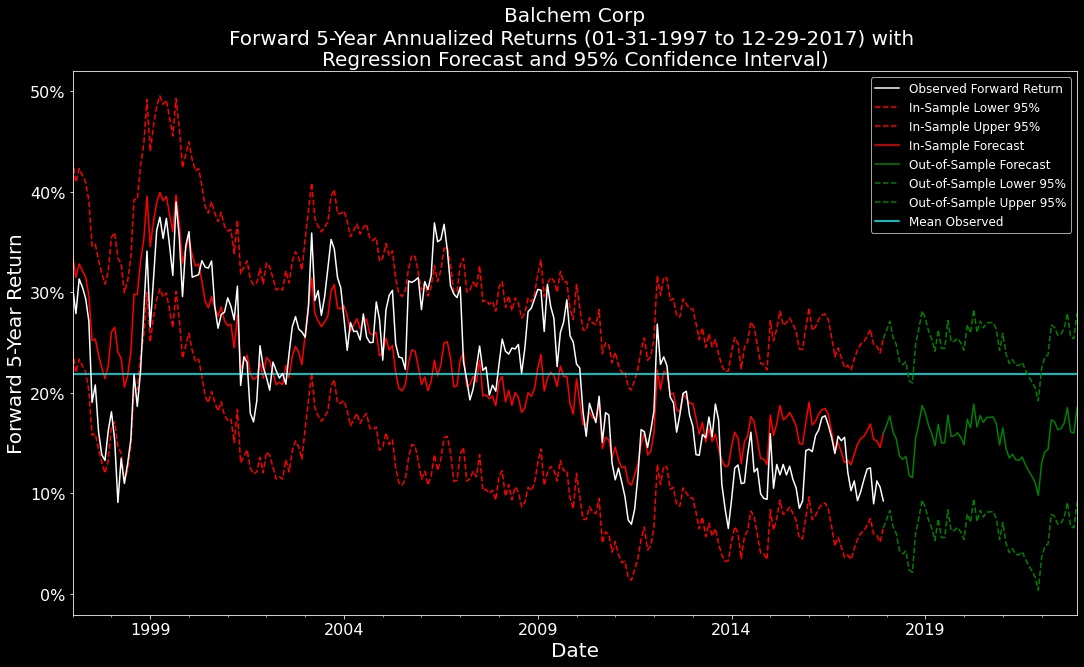 Balchem Corp
Forward 5-Year Annualized Returns (01-31-1997 to 12-29-2017) with
Regression Forecast and 95% Confidence Interval)
Observed Forward Return
In-Sample Lower 95%
In-Sample Upper 95%
In-Sample Forecast
Out-of-Sample Forecast
Out-of-Sample Lower 95%
Out-of-Sample Upper 95%
Mean Observed
50%
40%
30%
20%
10%
0%
Forward 5-Year Return
1999
2004
2009
2014
2019
Date